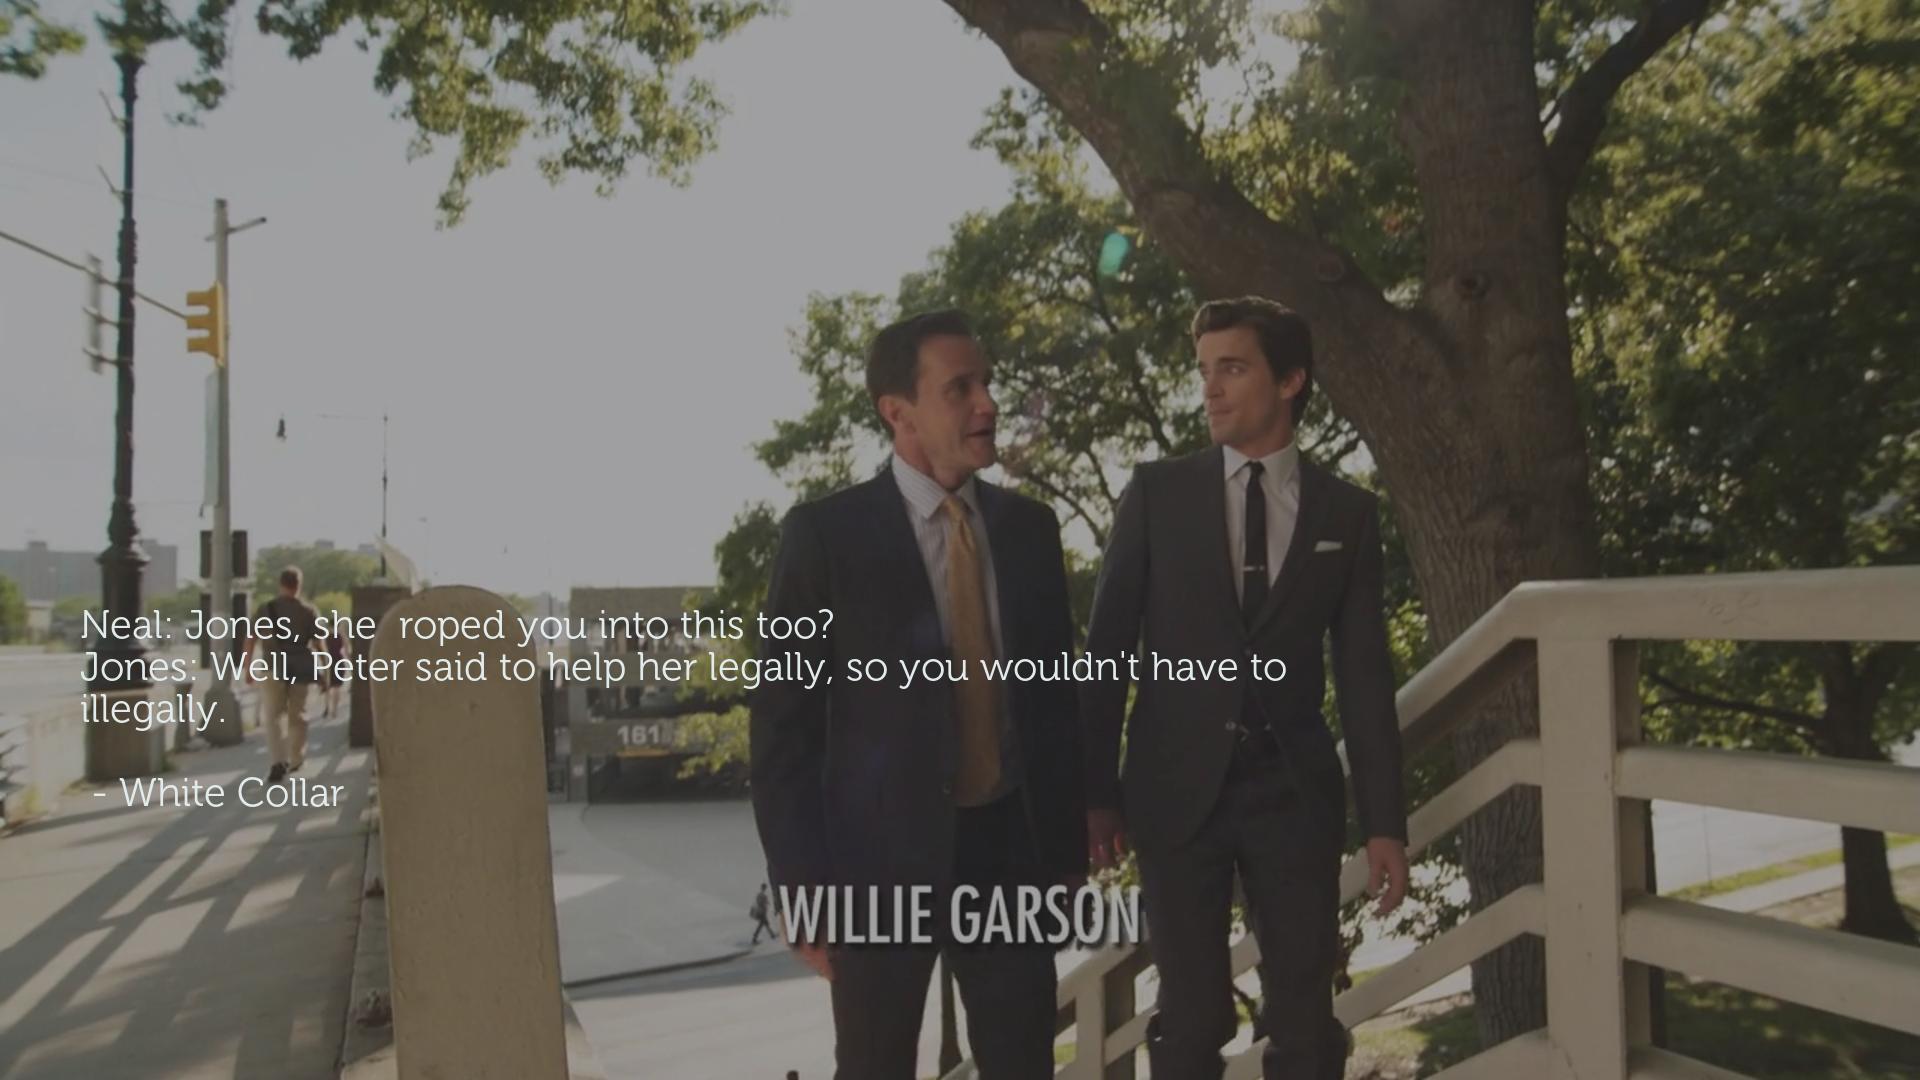 Neal: Jones, she  roped you into this too?
Jones: Well, Peter said to help her legally, so you wouldn't have to
illegally.
- White Collar
161
WILLIE GARSON